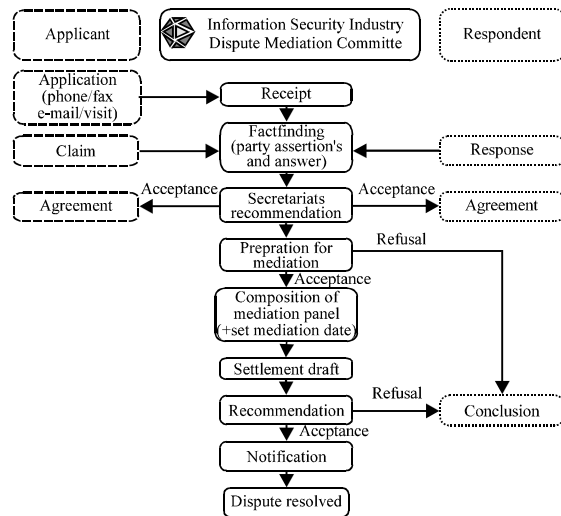 Applicant
Information Security Industry
Dispute Mediation Committe
Respondent
Application
(phone/fax
e-mail/visit)
Receipt
Claim
Factfinding
(party assertion's
and answer)
Response
Acceptance
Acceptance
Agreement
Secretariats
recommendation
Agreement
Prepration for
mediation
Refusal
Acceptance
Composition of
mediation panel
(+set mediation date)
Settlement draft
Recommendation
Refusal
Conclusion
Accptance
Notification
Dispute resolved